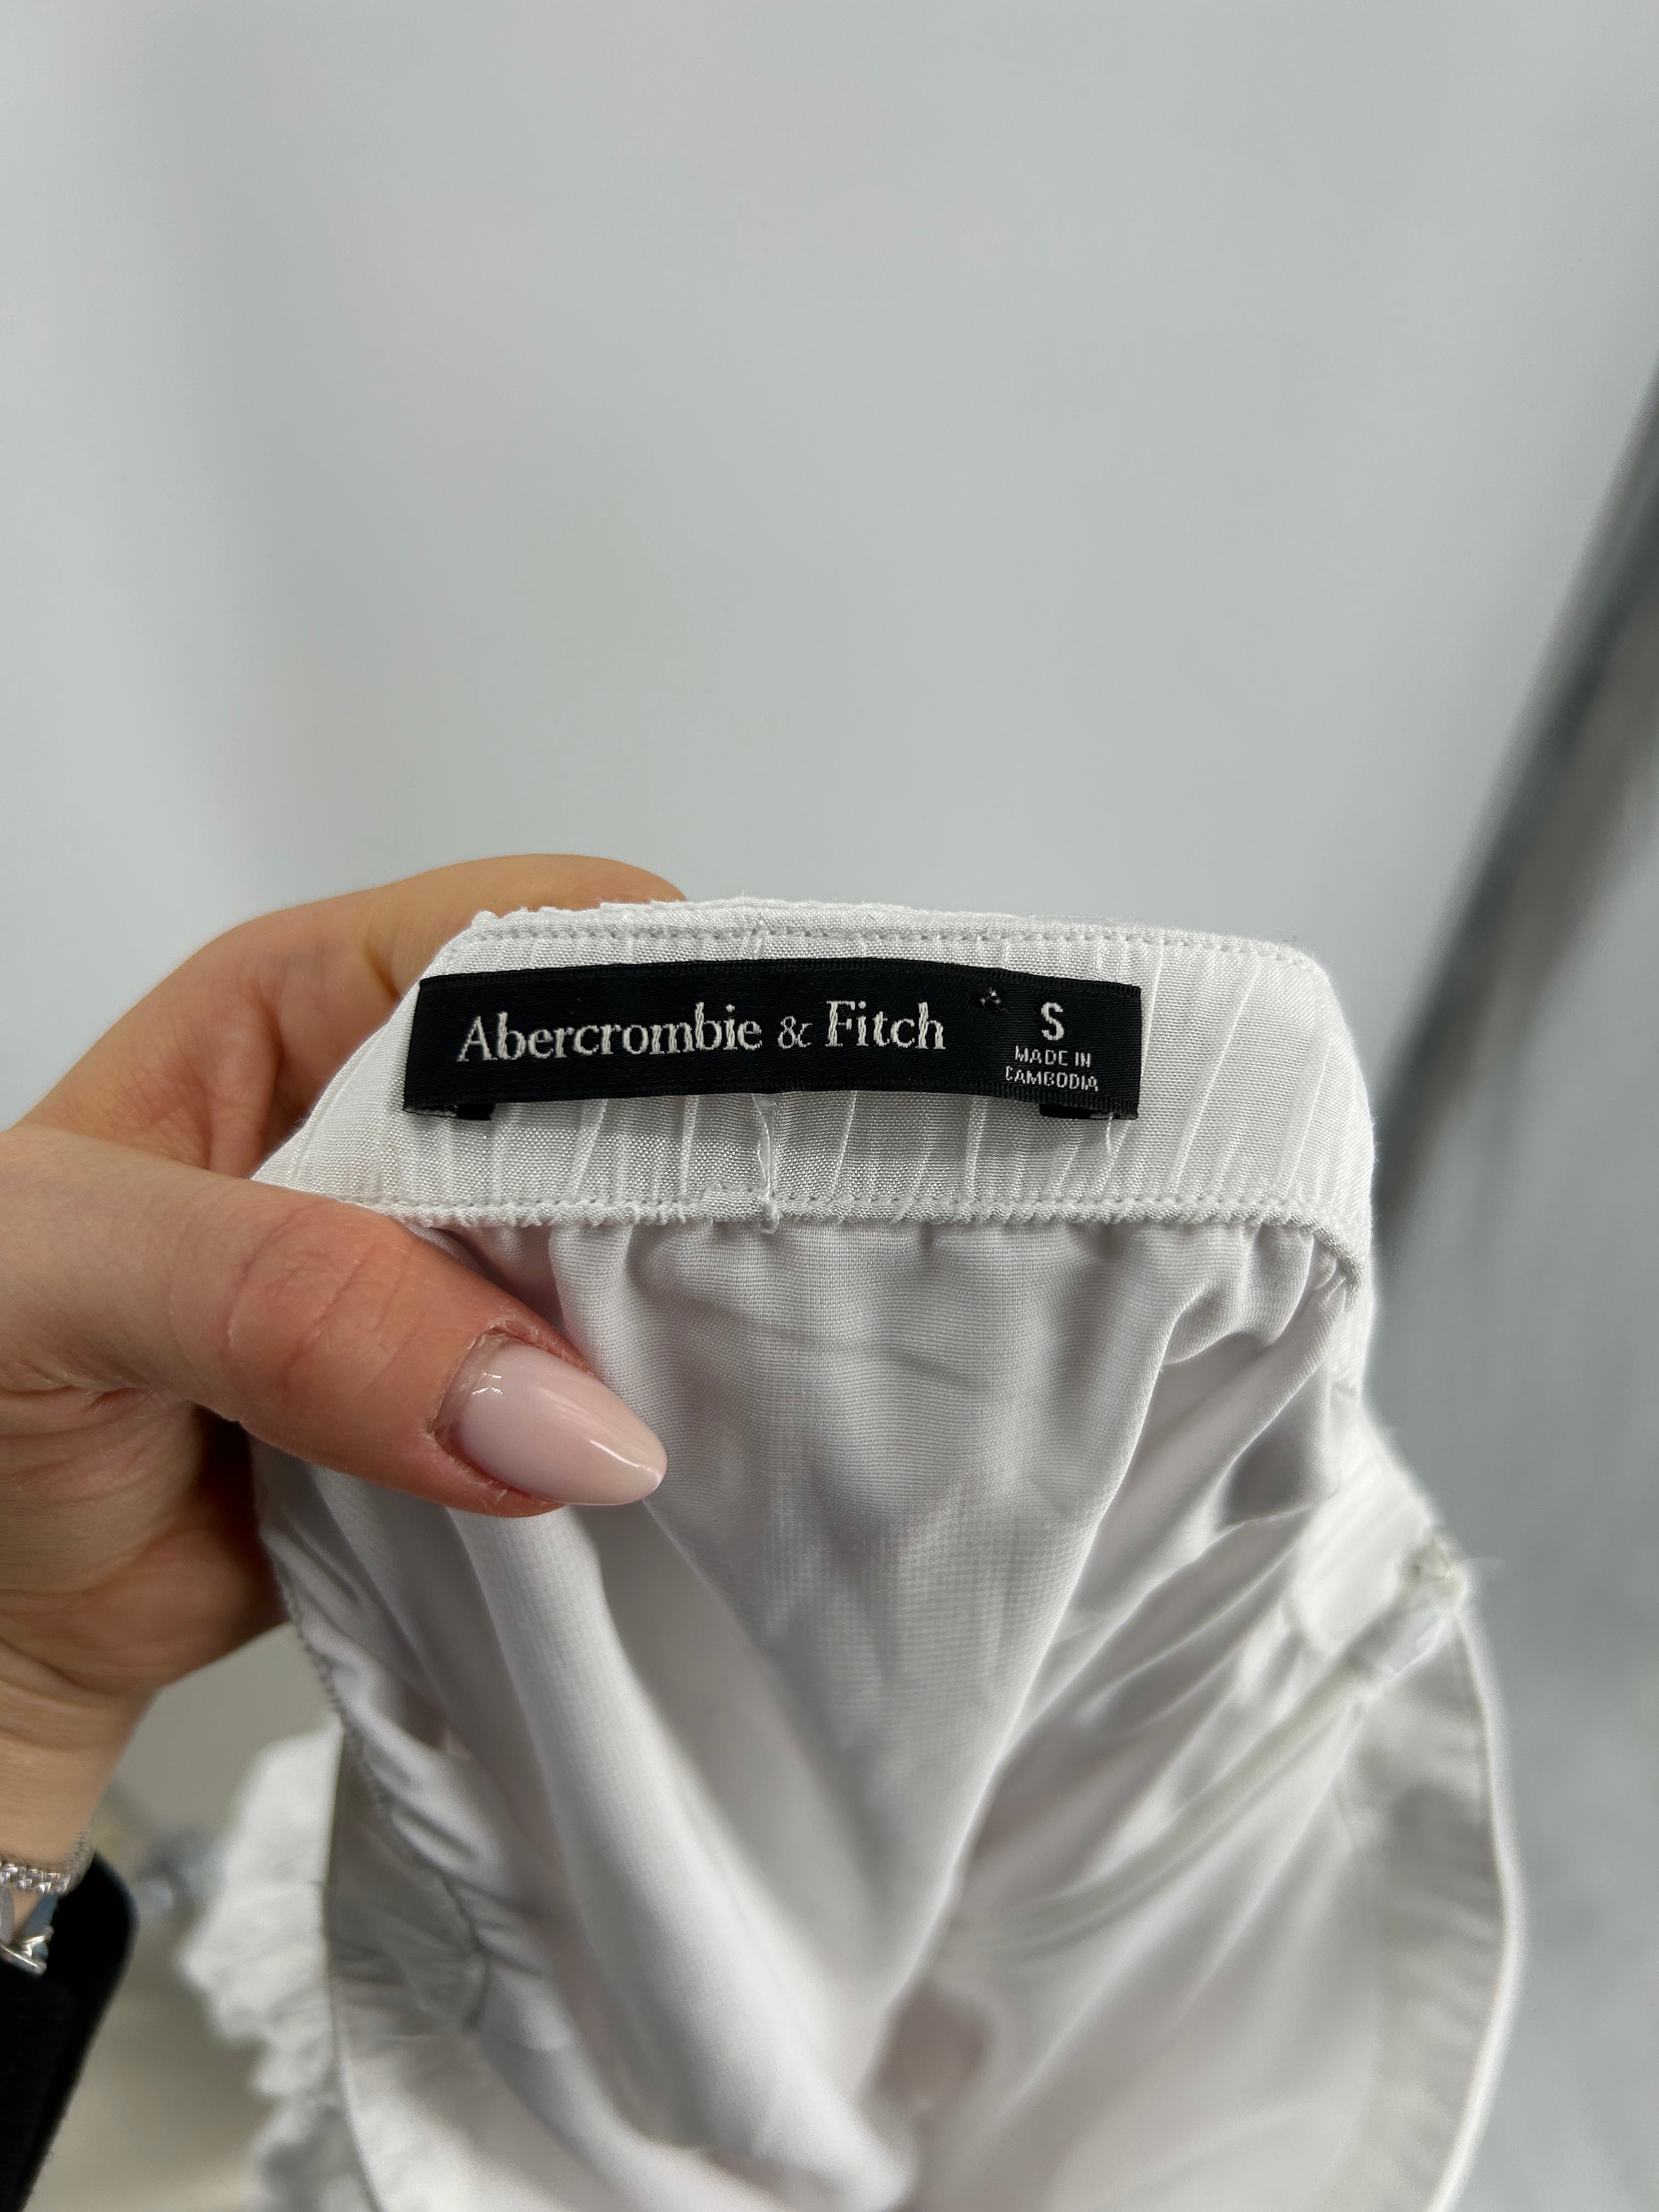 Abercrombie & Fitch
S
MADE IN
CAMBODIA